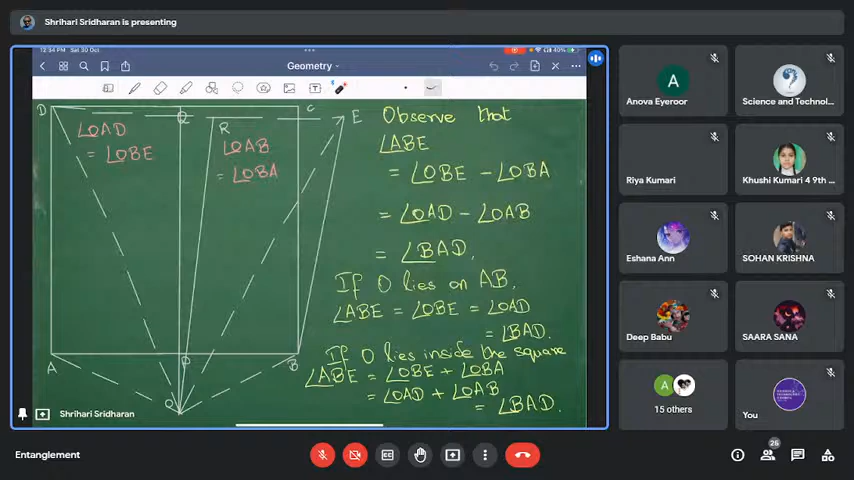 Shrihari Sridharan is presenting
12:34 PM Sat 30 Oct
40%
Geometry
D
Q
R
C
E
∠OAD
= ∠OBE
∠OAB
= ∠OBA
A
P
B
O
Observe that
∠ABE
= ∠OBE - ∠OBA
= ∠OAD - ∠OAB
= ∠BAD.
If O lies on AB,
∠ABE = ∠OBE = ∠OAD
= ∠BAD.
If O lies inside the square
∠ABE = ∠OBE + ∠OBA
= ∠OAD + ∠OAB
= ∠BAD.
Shrihari Sridharan
A
Anova Eyeroor
Science and Technol...
Riya Kumari
Khushi Kumari 4 9th ...
Eshana Ann
SOHAN KRISHNA
Deep Babu
SAARA SANA
A
15 others
You
Entanglement
25